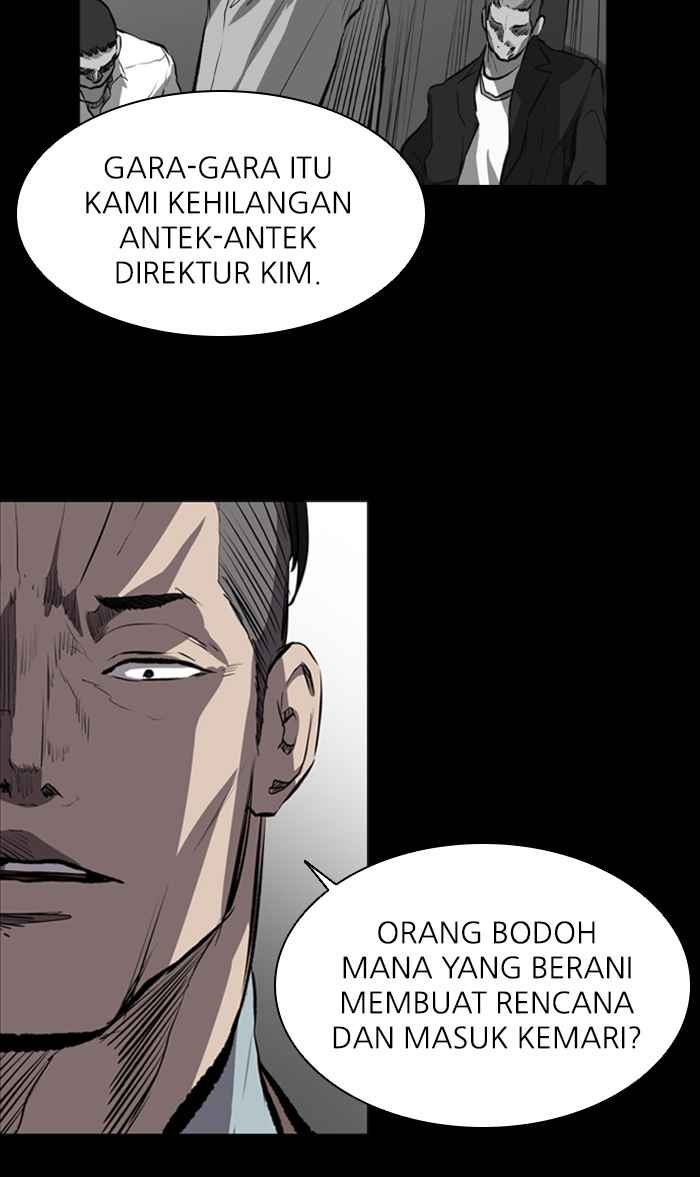 GARA-GARA ITU
KAMI KEHILANGAN
ANTEK-ANTEK
DIREKTUR KIM.
ORANG BODOH
MANA YANG BERANI
MEMBUAT RENCANA
DAN MASUK KEMARI?